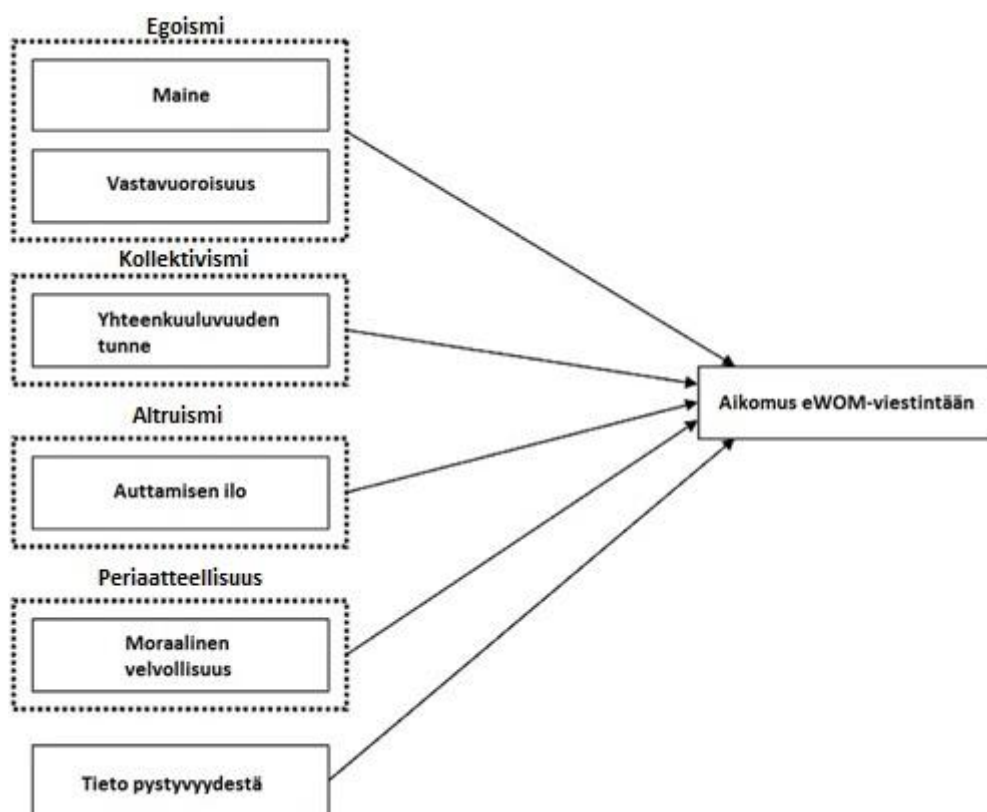 Egoismi
Maine
Vastavuoroisuus
Kollektivismi
Yhteenkuuluvuuden
tunne
Altruismi
Auttamisen ilo
Periaatteellisuus
Moraalinen
velvollisuus
Tieto pystyvyydestä
Aikomus eWOM-viestintään